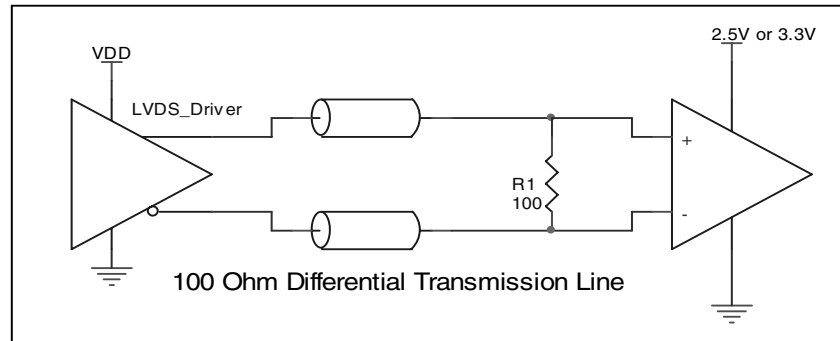 2.5V or 3.3V
VDD
LVDS_Driver
+
R1
100
-
100 Ohm Differential Transmission Line